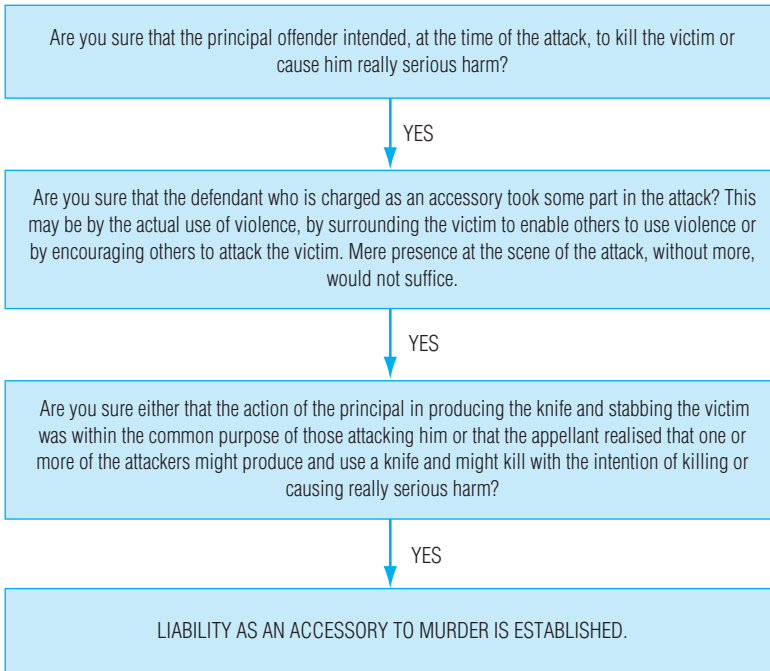 Are you sure that the principal offender intended, at the time of the attack, to kill the victim or
cause him really serious harm?
YES
Are you sure that the defendant who is charged as an accessory took some part in the attack? This
may be by the actual use of violence, by surrounding the victim to enable others to use violence or
by encouraging others to attack the victim. Mere presence at the scene of the attack, without more,
would not suffice.
YES
Are you sure either that the action of the principal in producing the knife and stabbing the victim
was within the common purpose of those attacking him or that the appellant realised that one or
more of the attackers might produce and use a knife and might kill with the intention of killing or
causing really serious harm?
YES
LIABILITY AS AN ACCESSORY TO MURDER IS ESTABLISHED.